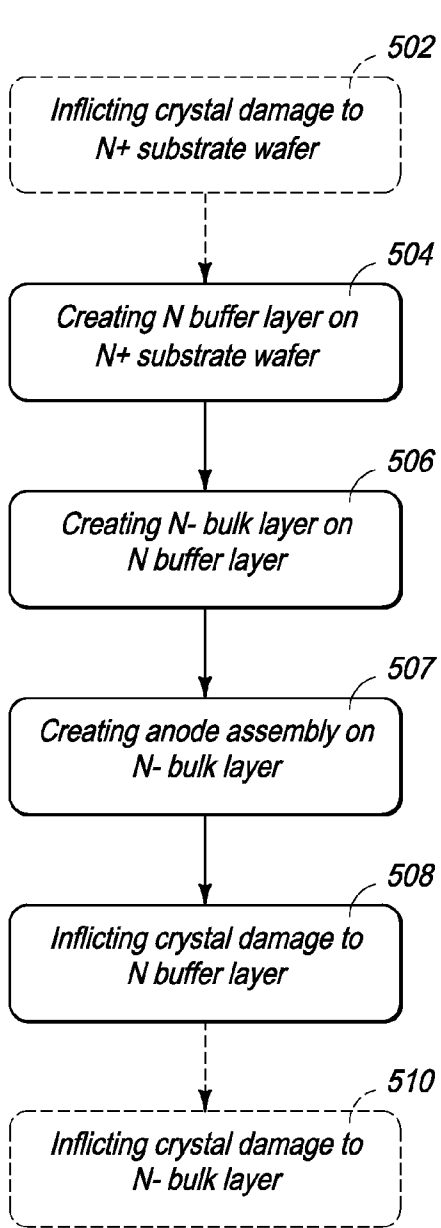 502
Inflicting crystal damage to
N+ substrate wafer
504
Creating N buffer layer on
N+ substrate wafer
506
Creating N- bulk layer on
N buffer layer
507
Creating anode assembly on
N- bulk layer
508
Inflicting crystal damage to
N buffer layer
510
Inflicting crystal damage to
N- bulk layer